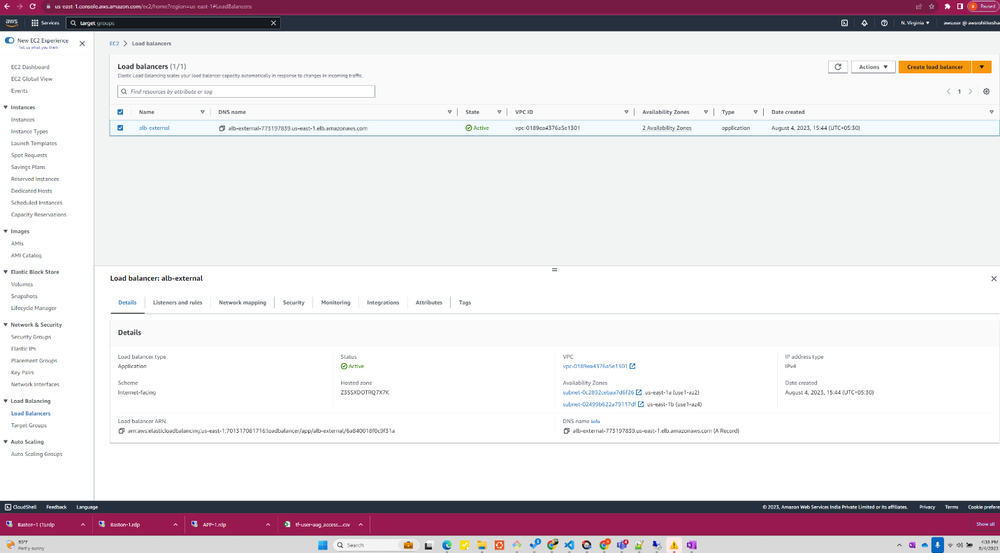 us-east-1.console.aws.amazon.com/ec2/home?region=us-east-1#LoadBalancers:
a Paused
aws Services target groups N. Virginia ▼ awsuser @ awsrohitkeshar
New EC2 Experience
Tell us what you think
EC2 Dashboard
EC2 Global View
Events
Instances
Instances
Instance Types
Launch Templates
Spot Requests
Savings Plans
Reserved Instances
Dedicated Hosts
Scheduled Instances
Capacity Reservations
Images
AMIs
AMI Catalog
Elastic Block Store
Volumes
Snapshots
Lifecycle Manager
Network & Security
Security Groups
Elastic IPs
Placement Groups
Key Pairs
Network Interfaces
Load Balancing
Load Balancers
Target Groups
Auto Scaling
Auto Scaling Groups
EC2 > Load balancers
Load balancers (1/1)
Elastic Load Balancing scales your load balancer capacity automatically in response to changes in incoming traffic.
Actions Create load balancer
Find resources by attribute or tag
1
Name DNS name State VPC ID Availability Zones Type Date created
alb-external alb-external-773197839.us-east-1.elb.amazonaws.com Active vpc-0189ea4376a5e1301 2 Availability Zones application August 4, 2023, 15:44 (UTC+05:30)
Load balancer: alb-external
Details Listeners and rules Network mapping Security Monitoring Integrations Attributes Tags
Details
Load balancer type
Application
Status
Active
VPC
vpc-0189ea4376a5e1301
IP address type
IPv4
Scheme
Internet-facing
Hosted zone
Z35SXDOTRQ7X7K
Availability Zones
subnet-0c2892cebaa7d6f26 us-east-1a (use1-az2)
subnet-02499b622a79117df us-east-1b (use1-az4)
Date created
August 4, 2023, 15:44 (UTC+05:30)
Load balancer ARN
arn:aws:elasticloadbalancing:us-east-1:701317081716:loadbalancer/app/alb-external/6a840018f0c9f31a
DNS name Info
alb-external-773197839.us-east-1.elb.amazonaws.com (A Record)
CloudShell Feedback Language © 2023, Amazon Web Services India Private Limited or its affiliates. Privacy Terms Cookie prefere
Baston-1 (1).rdp Baston-1.rdp APP-1.rdp tf-user-aug_access....csv Show all
85°F
Partly sunny
Search
4:16 PM
8/4/2023